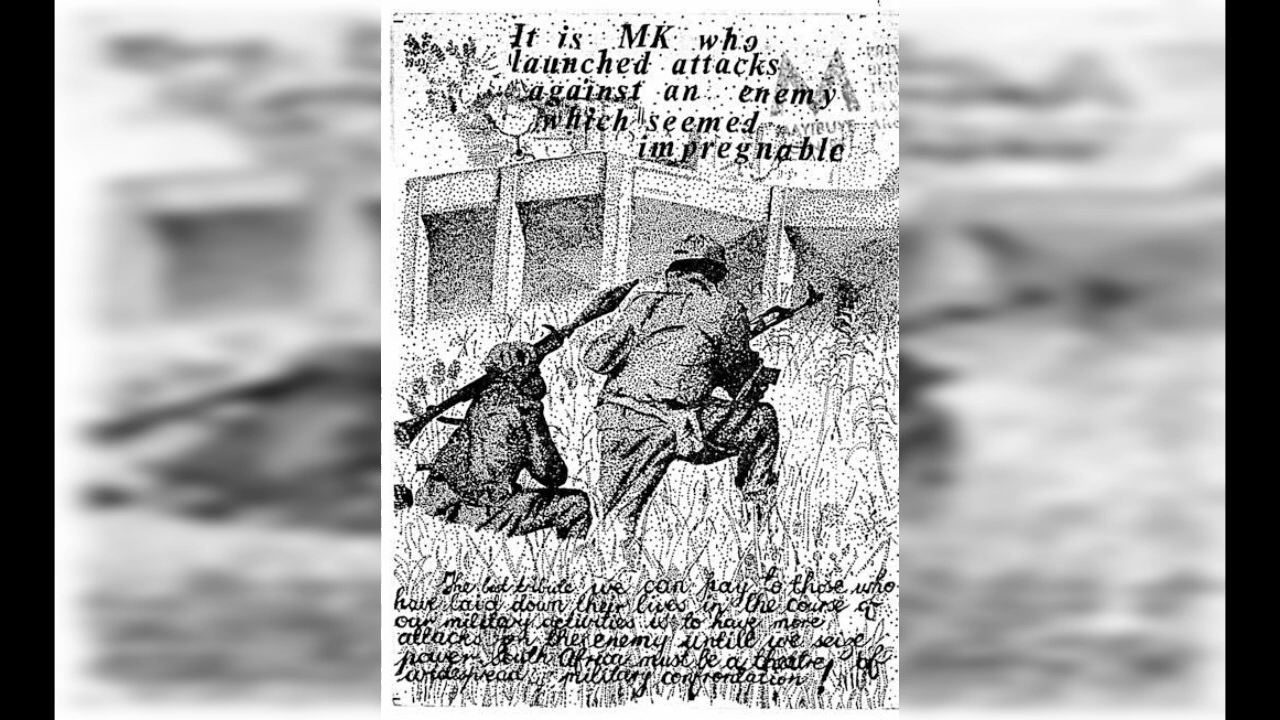 It is MK who
launched attacks
against an enemy
which seemed
impregnable
MAYIBUYE
The best tribute we can pay to those who
have laid down their lives in the course of
our military activities is to have more
attacks on the enemy untill we seize
power. South Africa must be a theatre of
widespread military confrontation